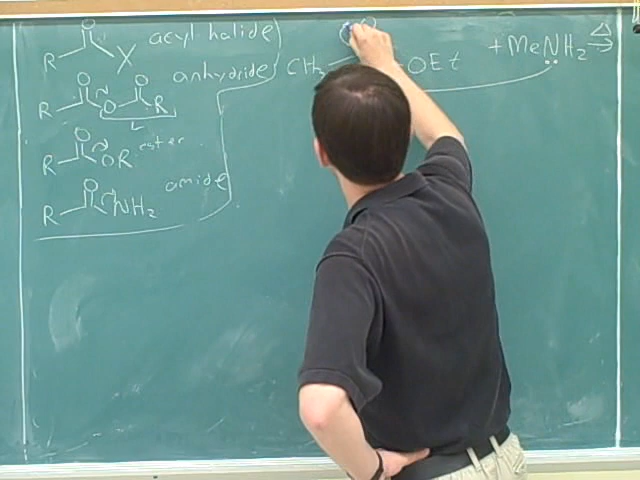 O
R X acyl halide
O O
R O R anhydride
L
O
R OR ester
O
R NH2 amide
O
CH3 OEt + MeNH2 Δ